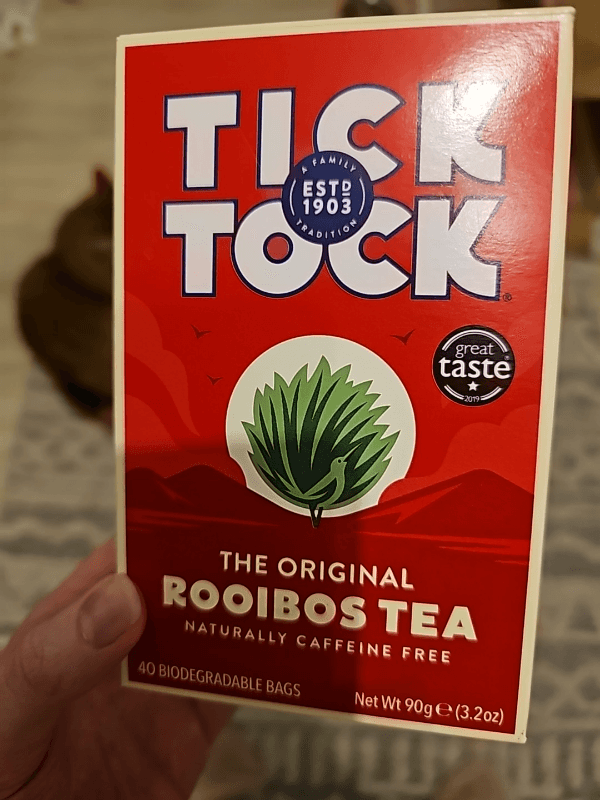 TICK
TOCK®
A FAMILY
ESTD
1903
TRADITION
great
taste
2019
THE ORIGINAL
ROOIBOS TEA
NATURALLY CAFFEINE FREE
40 BIODEGRADABLE BAGS
Net Wt 90g ℮ (3.2oz)